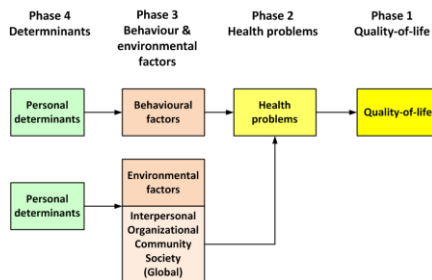 Phase 4
Determninants
Phase 3
Behaviour &
environmental
factors
Phase 2
Health problems
Phase 1
Quality-of-life
Personal
determinants
Behavioural
factors
Health
problems
Quality-of-life
Personal
determinants
Environmental
factors
Interpersonal
Organizational
Community
Society
(Global)